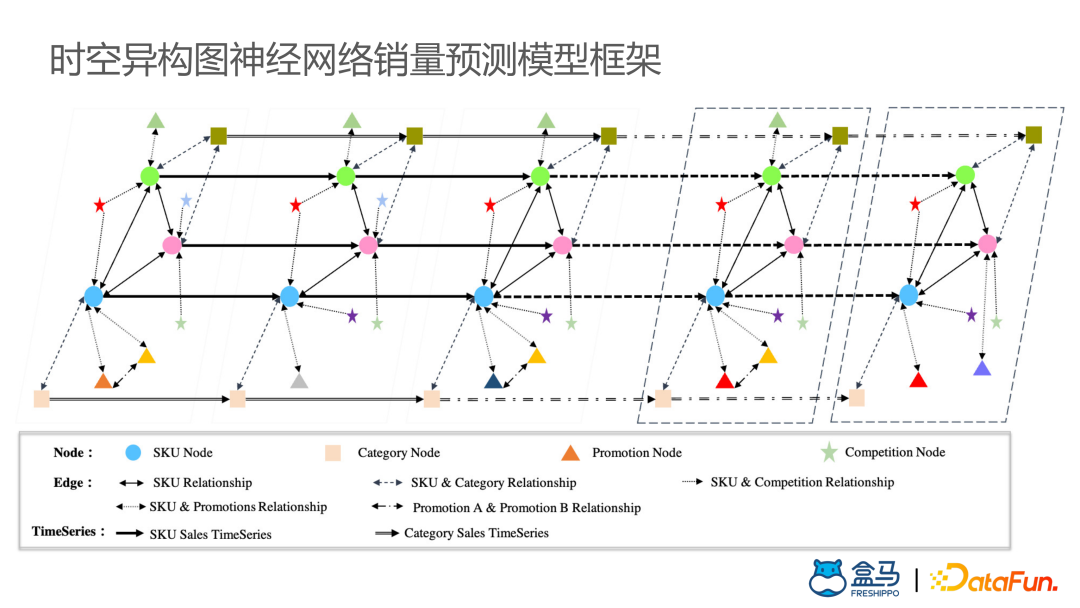 时空异构图神经网络销量预测模型框架
Node： SKU Node Category Node Promotion Node Competition Node
Edge： SKU Relationship SKU & Category Relationship SKU & Competition Relationship
SKU & Promotions Relationship Promotion A & Promotion B Relationship
TimeSeries： SKU Sales TimeSeries Category Sales TimeSeries
盒马
FRESHIPPO
DataFun.